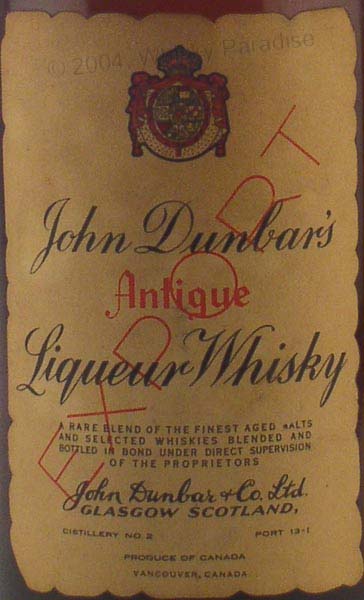 © 2004, Whisky Paradise
John Dunbar's
Antique
Liqueur Whisky
EXPORT
A RARE BLEND OF THE FINEST AGED MALTS
AND SELECTED WHISKIES BLENDED AND
BOTTLED IN BOND UNDER DIRECT SUPERVISION
OF THE PROPRIETORS
John Dunbar & Co. Ltd.
GLASGOW SCOTLAND,
DISTILLERY NO. 2 PORT 13-1
PRODUCE OF CANADA
VANCOUVER, CANADA